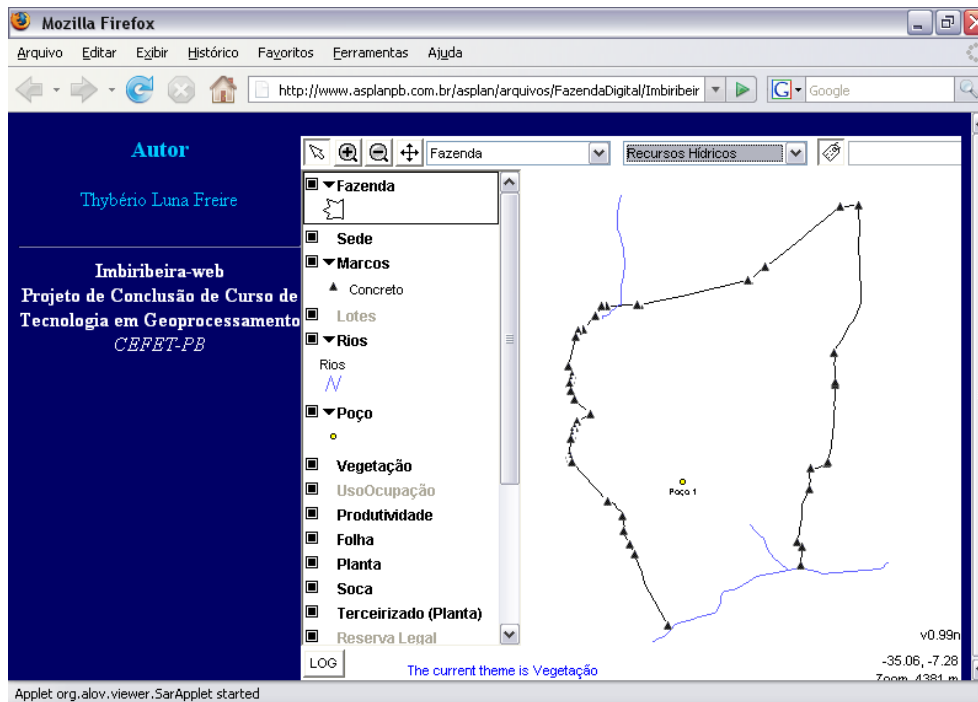 Mozilla Firefox
Arquivo Editar Exibir Histórico Favoritos Ferramentas Ajuda
http://www.asplanpb.com.br/asplan/arquivos/FazendaDigital/Imbiribeir
G Google
Autor
Thybério Luna Freire
Imbiribeira-web
Projeto de Conclusão de Curso de
Tecnologia em Geoprocessamento
CEFET-PB
Fazenda Recursos Hídricos
Fazenda
Sede
Marcos
Concreto
Lotes
Rios
Rios
Poço
Vegetação
UsoOcupação
Produtividade
Folha
Planta
Soca
Terceirizado (Planta)
Reserva Legal
Poço 1
v0.99n
-35.06, -7.28
Zoom 4381 m
LOG
The current theme is Vegetação
Applet org.alov.viewer.SarApplet started